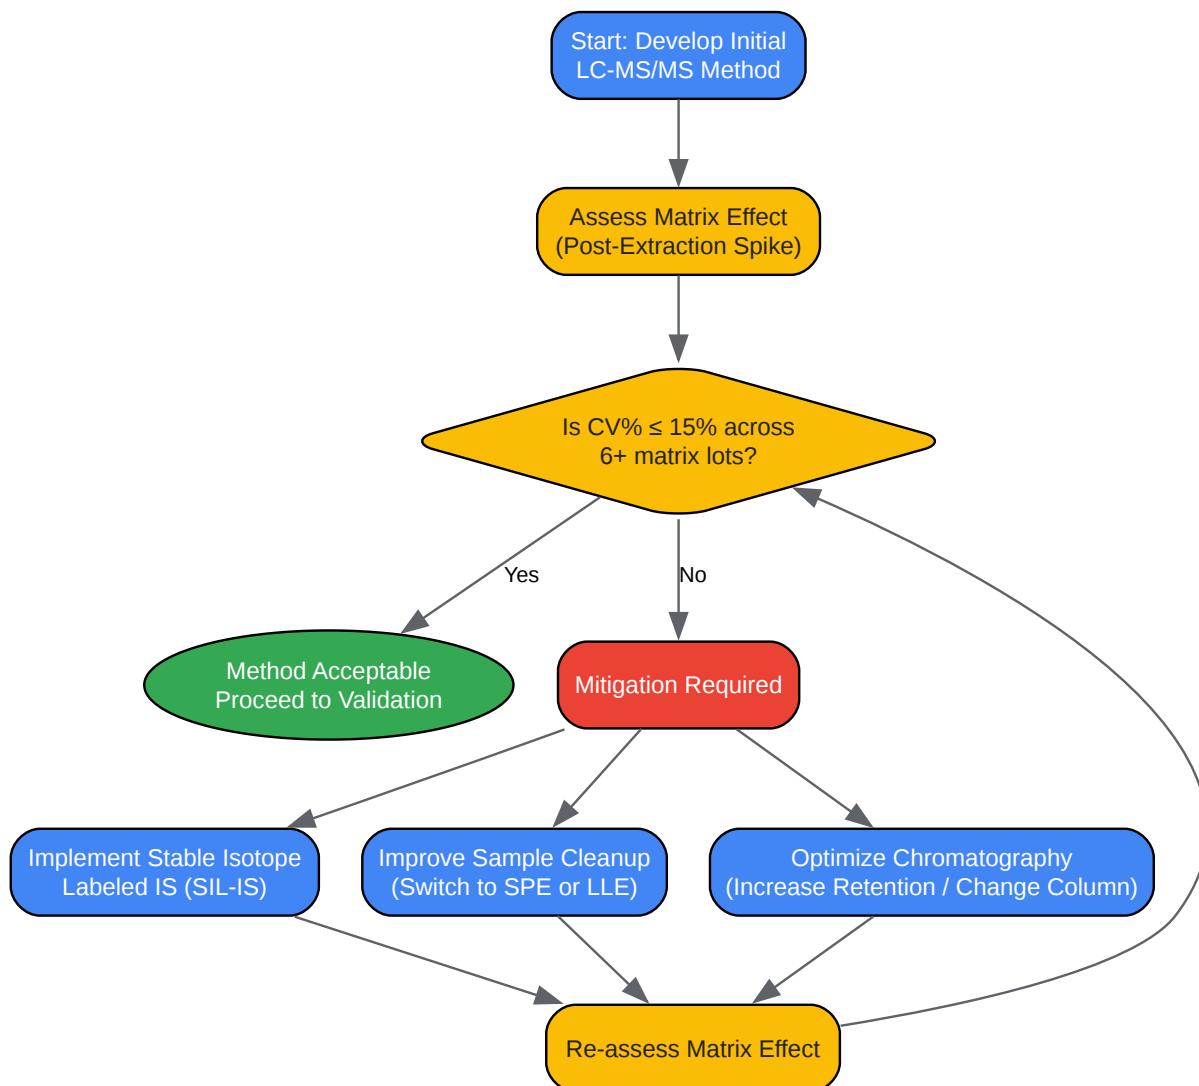 Start: Develop Initial
LC-MS/MS Method
Assess Matrix Effect
(Post-Extraction Spike)
Is CV% ≤ 15% across
6+ matrix lots?
Yes
No
Method Acceptable
Proceed to Validation
Mitigation Required
Implement Stable Isotope
Labeled IS (SIL-IS)
Improve Sample Cleanup
(Switch to SPE or LLE)
Optimize Chromatography
(Increase Retention / Change Column)
Re-assess Matrix Effect